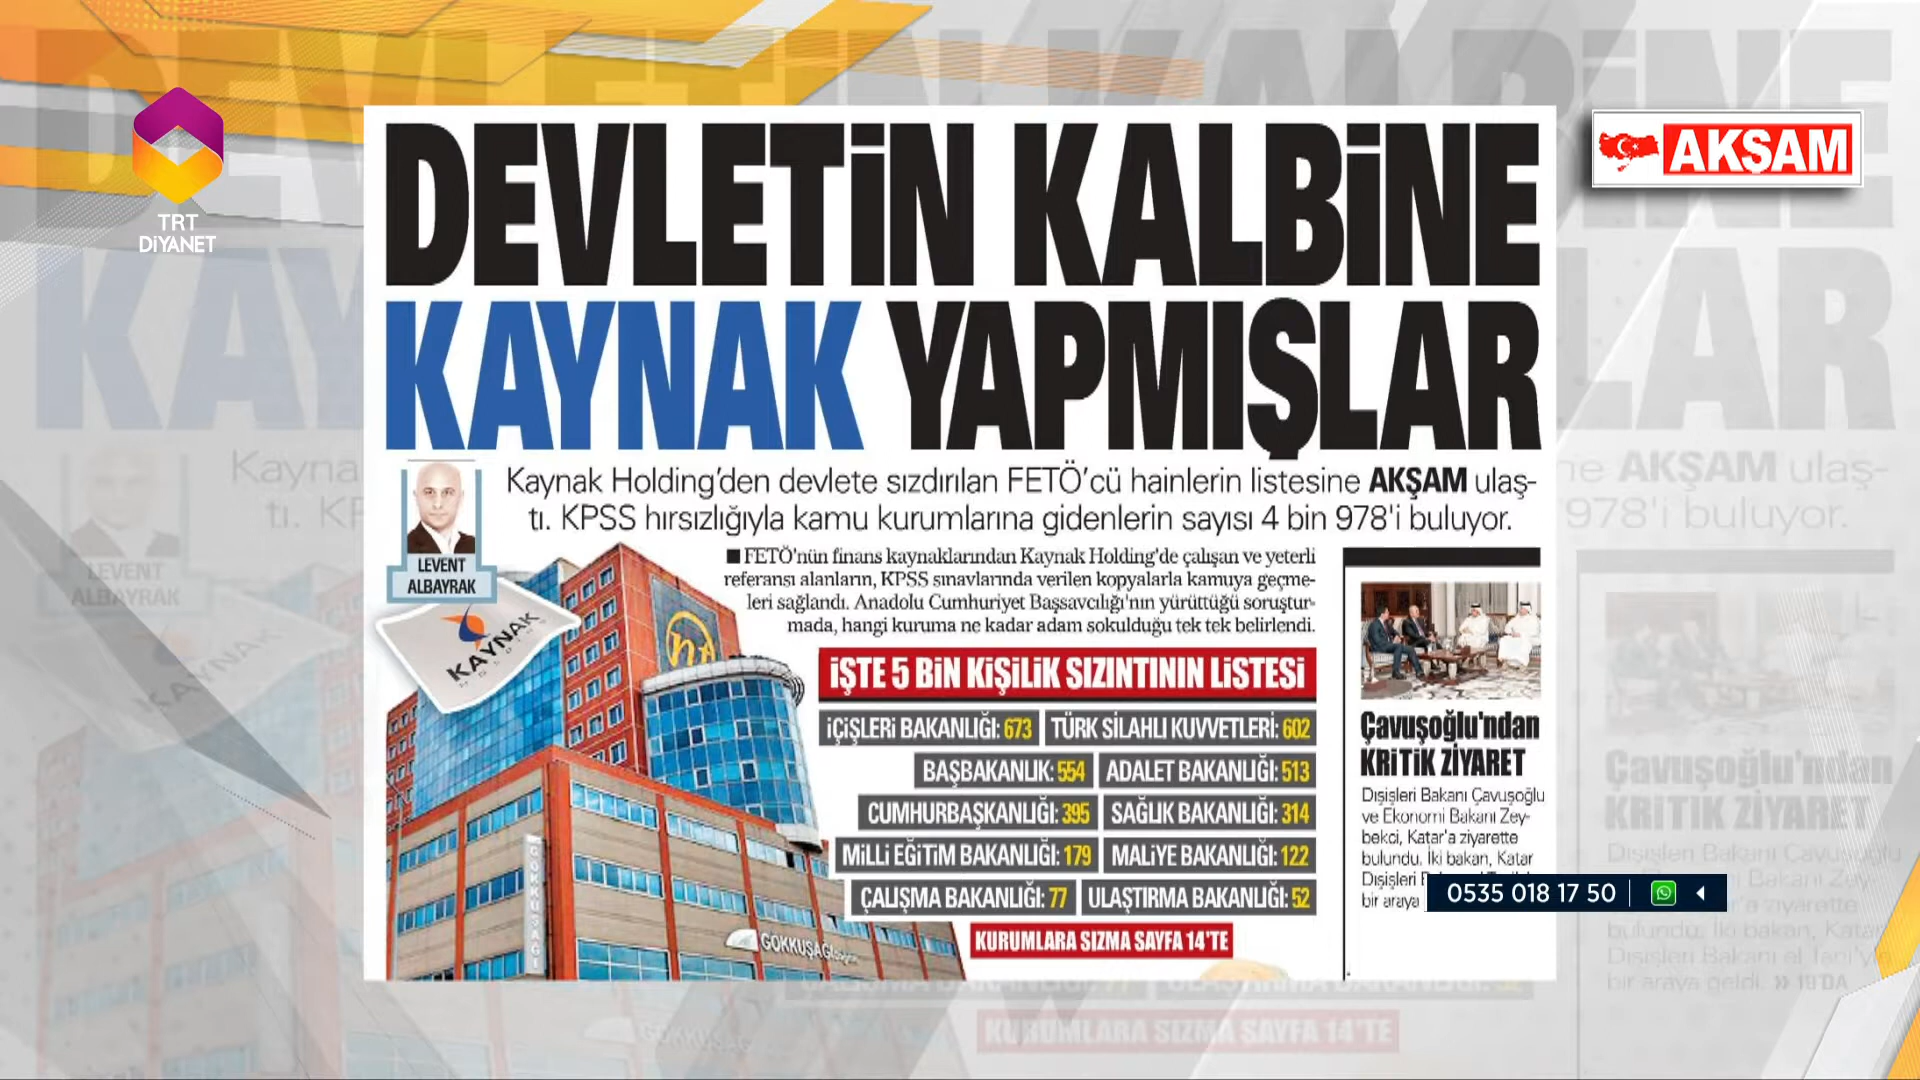 TRT
DİYANET
AKŞAM
DEVLETİN KALBİNE
KAYNAK YAPMIŞLAR
Kaynak Holding'den devlete sızdırılan FETÖ'cü hainlerin listesine AKŞAM ulaş-
tı. KPSS hırsızlığıyla kamu kurumlarına gidenlerin sayısı 4 bin 978'i buluyor.
LEVENT
ALBAYRAK
■ FETÖ'nün finans kaynaklarından Kaynak Holding'de çalışan ve yeterli
referansı alanların, KPSS sınavlarında verilen kopyalarla kamuya geçme-
leri sağlandı. Anadolu Cumhuriyet Başsavcılığı'nın yürüttüğü soruştur-
mada, hangi kuruma ne kadar adam sokulduğu tek tek belirlendi.
KAYNAK
nt
İŞTE 5 BİN KİŞİLİK SIZINTININ LİSTESİ
İÇİŞLERİ BAKANLIĞI: 673 TÜRK SİLAHLI KUVVETLERİ: 602
BAŞBAKANLIK: 554 ADALET BAKANLIĞI: 513
CUMHURBAŞKANLIĞI: 395 SAĞLIK BAKANLIĞI: 314
MİLLİ EĞİTİM BAKANLIĞI: 179 MALİYE BAKANLIĞI: 122
ÇALIŞMA BAKANLIĞI: 77 ULAŞTIRMA BAKANLIĞI: 52
KURUMLARA SIZMA SAYFA 14'TE
GÖKKUŞAĞI
GÖKKUŞAĞI
Çavuşoğlu'ndan
KRİTİK ZİYARET
Dışişleri Bakanı Çavuşoğlu
ve Ekonomi Bakanı Zey-
bekci, Katar'a ziyarette
bulundu. İki bakan, Katar
Dışişleri
bir araya
0535 018 17 50